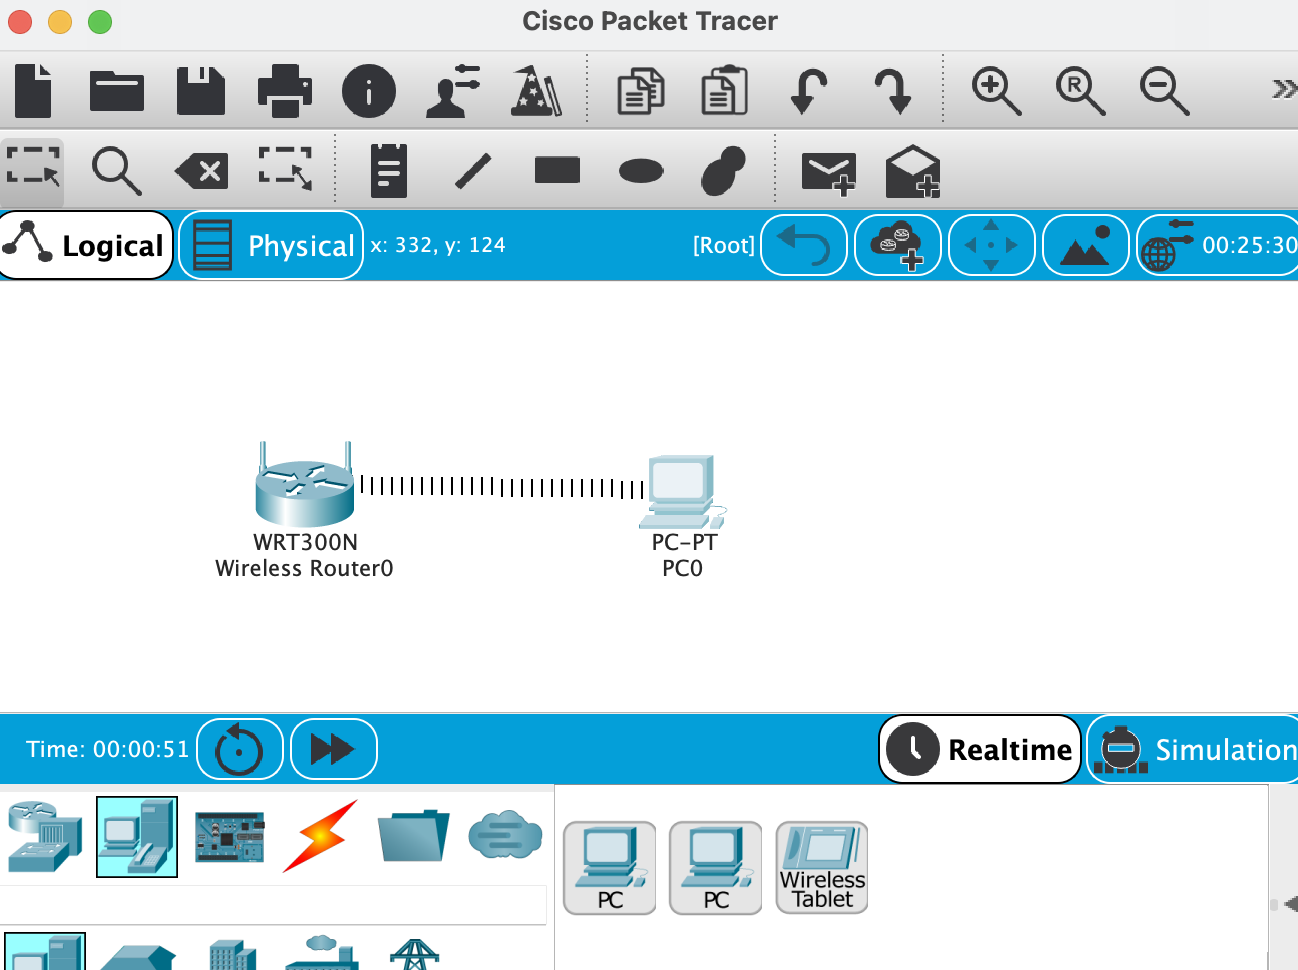 Cisco Packet Tracer
R
Logical Physical x: 332, y: 124 [Root] 00:25:30
WRT300N PC-PT
Wireless Router0 PC0
Time: 00:00:51 Realtime Simulation
PC PC Wireless
Tablet